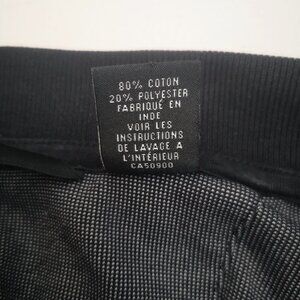 80% COTON
20% POLYESTER
FABRIQUÉ EN
INDE
VOIR LES
INSTRUCTIONS
DE LAVAGE À
L'INTÉRIEUR
CA50900